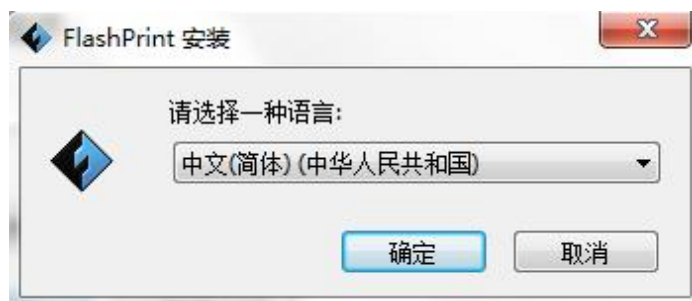 FlashPrint 安装
请选择一种语言:
中文(简体) (中华人民共和国)
确定
取消